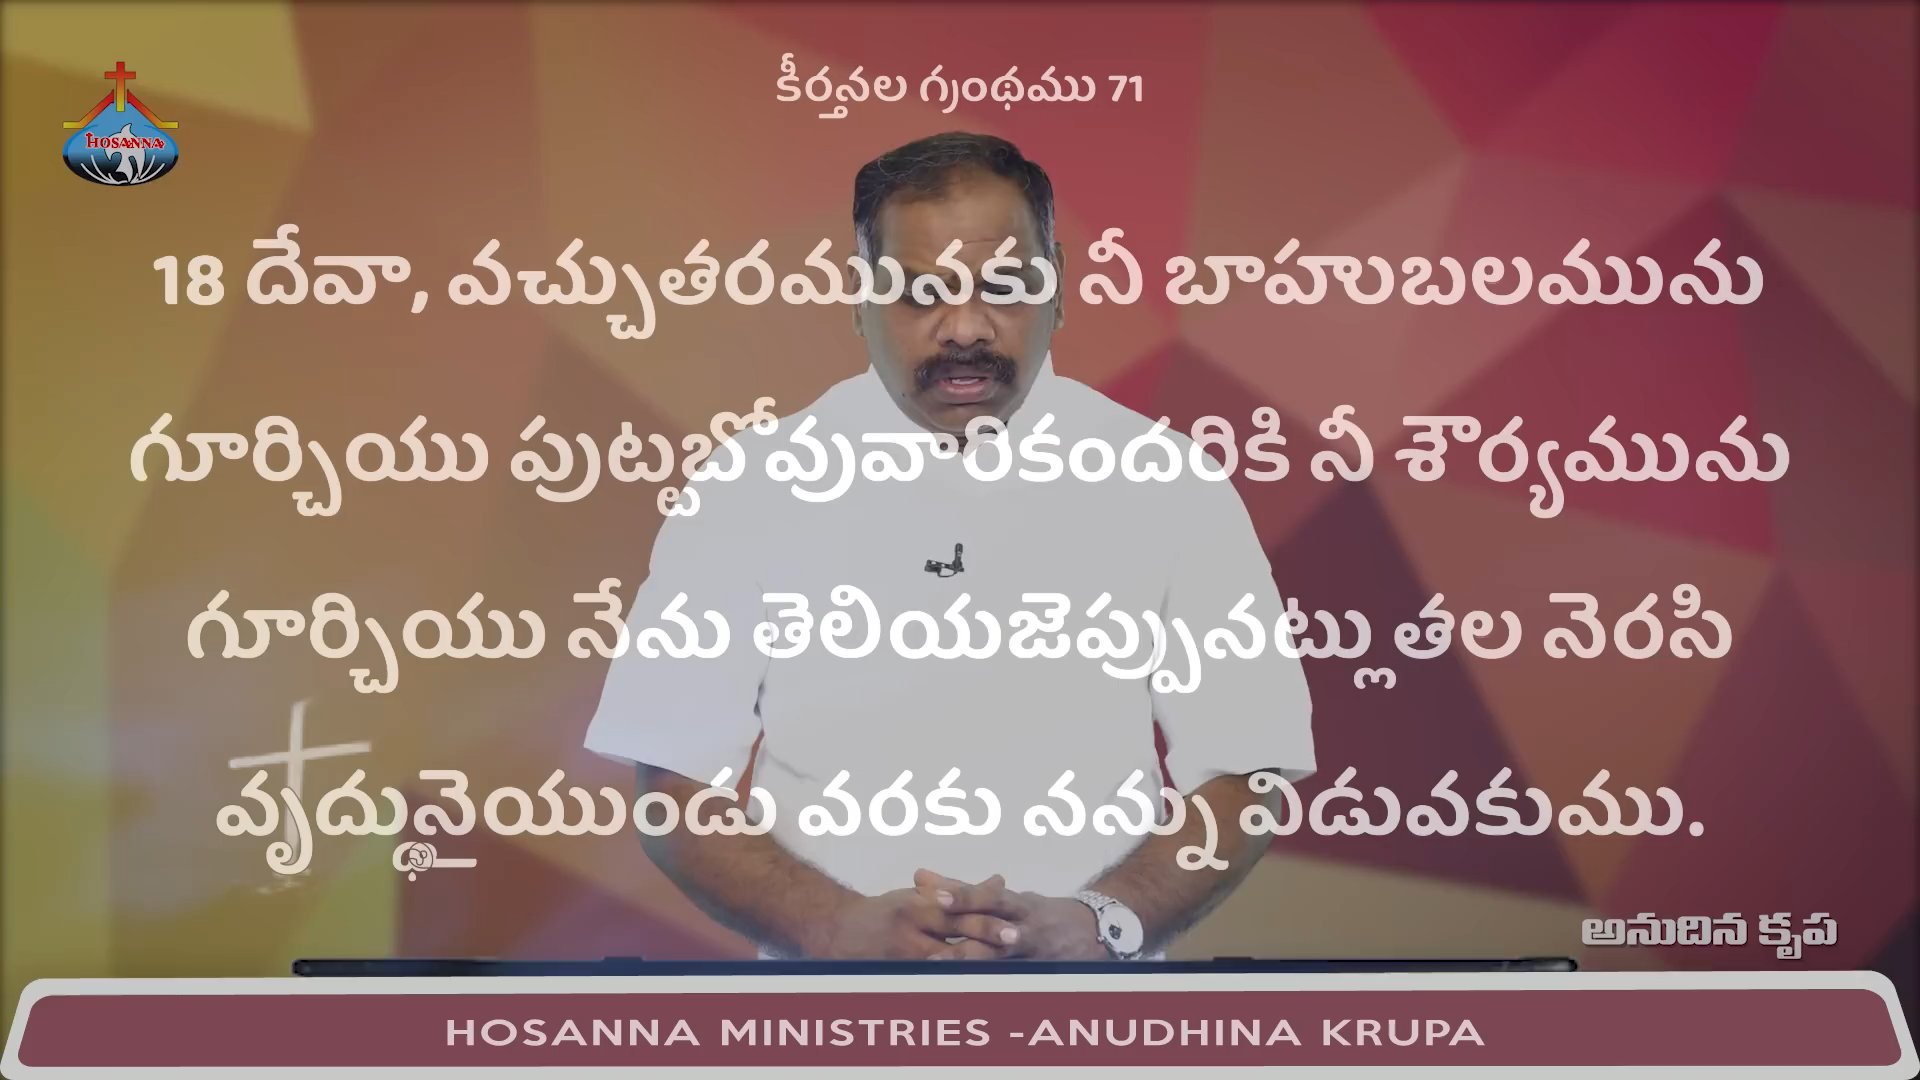 కీర్తనల గ్రంథము 71
HOSANNA
18 దేవా, వచ్చుతరమునకు నీ బాహుబలమును
గూర్చియు పుట్టబోవువారికందరికి నీ శౌర్యమును
గూర్చియు నేను తెలియజెప్పునట్లు తల నెరసి
వృద్ధునైయుండు వరకు నన్ను విడువకుము.
అనుదిన కృప
HOSANNA MINISTRIES -ANUDHINA KRUPA